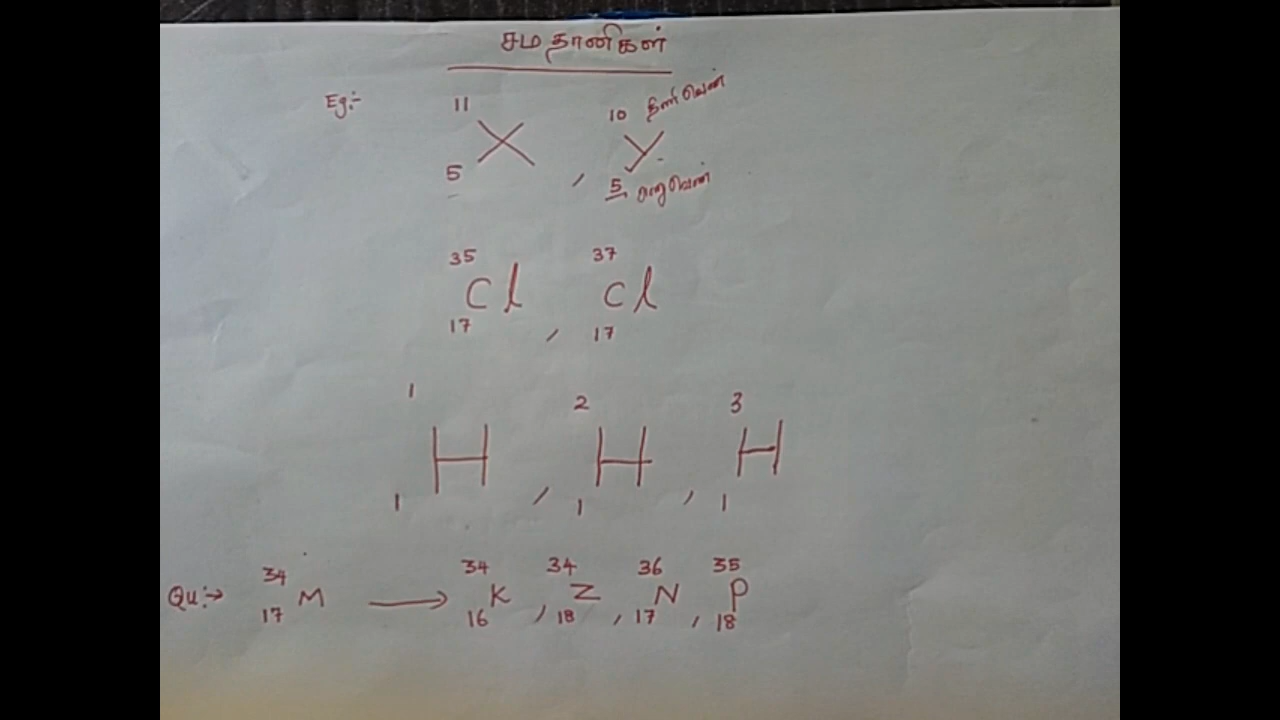 சமதானிகள்
Eg:-
11 10 திணிவெண்
X , Y
5 5 அணுவெண்
35 37
Cl , Cl
17 17
1 2 3
H , H , H
1 1 1
34 34 34 36 35
Qu:→ M → K , Z , N , P
17 16 18 17 18